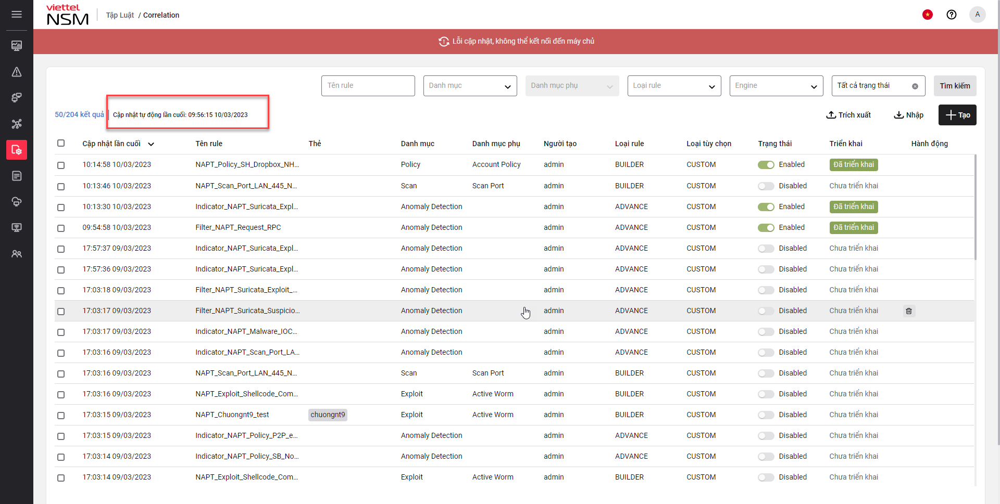 viettel
NSM
Tập Luật / Correlation
A
Lỗi cập nhật, không thể kết nối đến máy chủ
Tên rule Danh mục Danh mục phụ Loại rule Engine Tất cả trạng thái Tìm kiếm
50/204 kết quả Cập nhật tự động lần cuối: 09:56:15 10/03/2023 Trích xuất Nhập Tạo
Cập nhật lần cuối Tên rule Thẻ Danh mục Danh mục phụ Người tạo Loại rule Loại tùy chọn Trạng thái Triển khai Hành động
10:14:58 10/03/2023 NAPT_Policy_SH_Dropbox_NH... Policy Account Policy admin BUILDER CUSTOM Enabled Đã triển khai
10:13:46 10/03/2023 NAPT_Scan_Port_LAN_445_N... Scan Scan Port admin BUILDER CUSTOM Disabled Chưa triển khai
10:13:30 10/03/2023 Indicator_NAPT_Suricata_Expl... Anomaly Detection admin ADVANCE CUSTOM Enabled Đã triển khai
09:54:58 10/03/2023 Filter_NAPT_Request_RPC Anomaly Detection admin ADVANCE CUSTOM Enabled Đã triển khai
17:57:37 09/03/2023 Indicator_NAPT_Suricata_Expl... Anomaly Detection admin ADVANCE CUSTOM Disabled Chưa triển khai
17:57:36 09/03/2023 Indicator_NAPT_Suricata_Expl... Anomaly Detection admin ADVANCE CUSTOM Disabled Chưa triển khai
17:03:18 09/03/2023 Filter_NAPT_Suricata_Exploit_... Anomaly Detection admin ADVANCE CUSTOM Disabled Chưa triển khai
17:03:17 09/03/2023 Filter_NAPT_Suricata_Suspicio... Anomaly Detection admin ADVANCE CUSTOM Disabled Chưa triển khai
17:03:17 09/03/2023 Indicator_NAPT_Malware_IOC... Anomaly Detection admin ADVANCE CUSTOM Disabled Chưa triển khai
17:03:16 09/03/2023 Indicator_NAPT_Scan_Port_LA... Anomaly Detection admin ADVANCE CUSTOM Disabled Chưa triển khai
17:03:16 09/03/2023 NAPT_Scan_Port_LAN_445_N... Scan Scan Port admin BUILDER CUSTOM Disabled Chưa triển khai
17:03:16 09/03/2023 NAPT_Exploit_Shellcode_Com... Exploit Active Worm admin BUILDER CUSTOM Disabled Chưa triển khai
17:03:15 09/03/2023 NAPT_Chuongnt9_test chuongnt9 Exploit Active Worm admin BUILDER CUSTOM Disabled Chưa triển khai
17:03:15 09/03/2023 Indicator_NAPT_Policy_P2P_e... Anomaly Detection admin ADVANCE CUSTOM Disabled Chưa triển khai
17:03:14 09/03/2023 Indicator_NAPT_Policy_SB_No... Anomaly Detection admin ADVANCE CUSTOM Disabled Chưa triển khai
17:03:14 09/03/2023 NAPT_Exploit_Shellcode_Com... Exploit Active Worm admin BUILDER CUSTOM Disabled Chưa triển khai